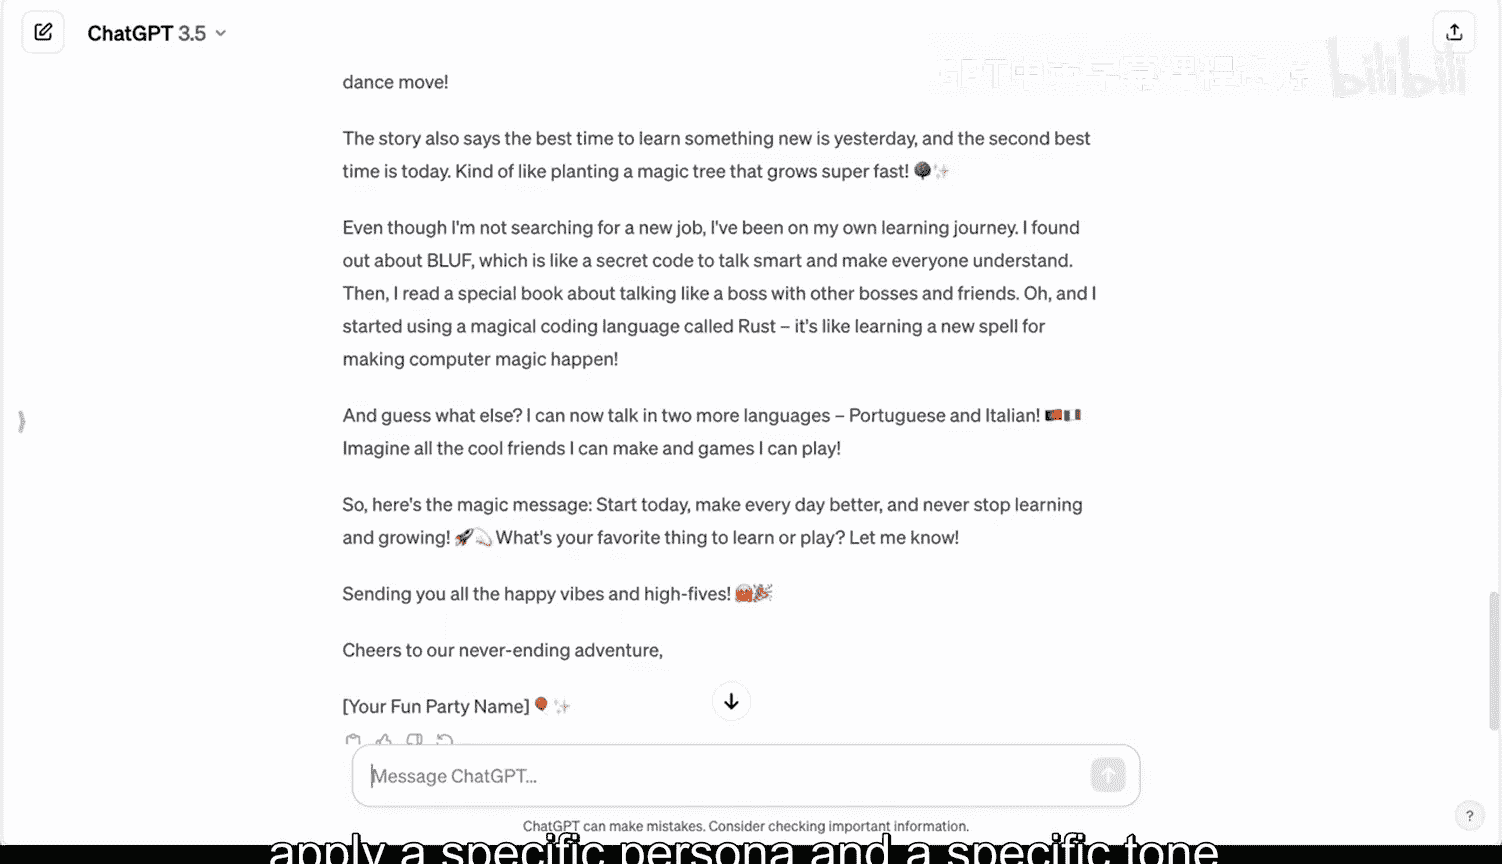 ChatGPT 3.5
bilibili
dance move!
The story also says the best time to learn something new is yesterday, and the second best
time is today. Kind of like planting a magic tree that grows super fast! 🌳✨
Even though I'm not searching for a new job, I've been on my own learning journey. I found
out about BLUF, which is like a secret code to talk smart and make everyone understand.
Then, I read a special book about talking like a boss with other bosses and friends. Oh, and I
started using a magical coding language called Rust – it's like learning a new spell for
making computer magic happen!
And guess what else? I can now talk in two more languages – Portuguese and Italian! 🇵🇹🇮🇹
Imagine all the cool friends I can make and games I can play!
So, here's the magic message: Start today, make every day better, and never stop learning
and growing! 🚀💫 What's your favorite thing to learn or play? Let me know!
Sending you all the happy vibes and high-fives! 🎉
Cheers to our never-ending adventure,
[Your Fun Party Name] 🎈✨
Message ChatGPT...
ChatGPT can make mistakes. Consider checking important information.
?
apply a specific persona and a specific tone